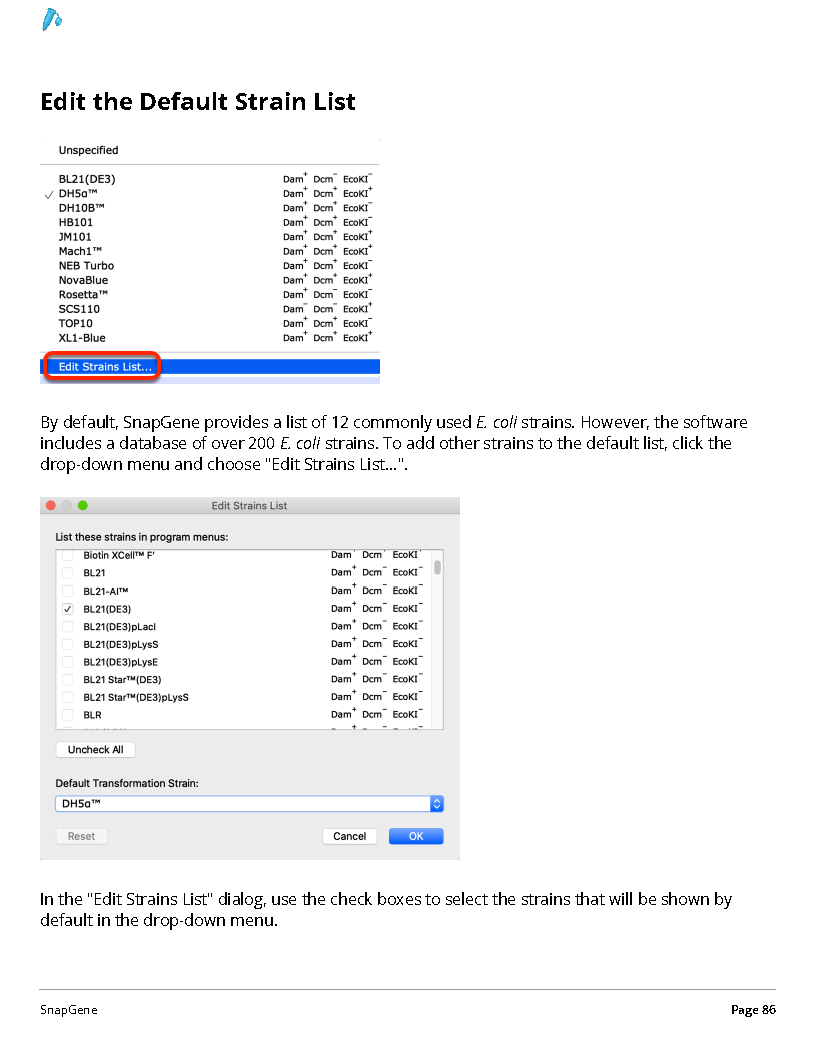 Edit the Default Strain List
Unspecified
BL21(DE3) Dam⁺ Dcm⁻ EcoKI⁻
DH5α™ Dam⁺ Dcm⁺ EcoKI⁺
DH10B™ Dam⁺ Dcm⁺ EcoKI⁻
HB101 Dam⁺ Dcm⁺ EcoKI⁻
JM101 Dam⁺ Dcm⁺ EcoKI⁺
Mach1™ Dam⁺ Dcm⁺ EcoKI⁺
NEB Turbo Dam⁺ Dcm⁺ EcoKI⁻
NovaBlue Dam⁺ Dcm⁺ EcoKI⁺
Rosetta™ Dam⁺ Dcm⁻ EcoKI⁻
SCS110 Dam⁻ Dcm⁻ EcoKI⁺
TOP10 Dam⁺ Dcm⁺ EcoKI⁻
XL1-Blue Dam⁺ Dcm⁺ EcoKI⁺
Edit Strains List...
By default, SnapGene provides a list of 12 commonly used E. coli strains. However, the software
includes a database of over 200 E. coli strains. To add other strains to the default list, click the
drop-down menu and choose "Edit Strains List...".
Edit Strains List
List these strains in program menus:
Biotin XCell™ F' Dam Dcm EcoKI
BL21 Dam⁺ Dcm⁻ EcoKI⁻
BL21-AI™ Dam⁺ Dcm⁻ EcoKI⁻
BL21(DE3) Dam⁺ Dcm⁻ EcoKI⁻
BL21(DE3)pLacI Dam⁺ Dcm⁻ EcoKI⁻
BL21(DE3)pLysS Dam⁺ Dcm⁻ EcoKI⁻
BL21(DE3)pLysE Dam⁺ Dcm⁻ EcoKI⁻
BL21 Star™(DE3) Dam⁺ Dcm⁻ EcoKI⁻
BL21 Star™(DE3)pLysS Dam⁺ Dcm⁻ EcoKI⁻
BLR Dam⁺ Dcm⁻ EcoKI⁻
Uncheck All
Default Transformation Strain:
DH5α™
Reset Cancel OK
In the "Edit Strains List" dialog, use the check boxes to select the strains that will be shown by
default in the drop-down menu.
SnapGene Page 86